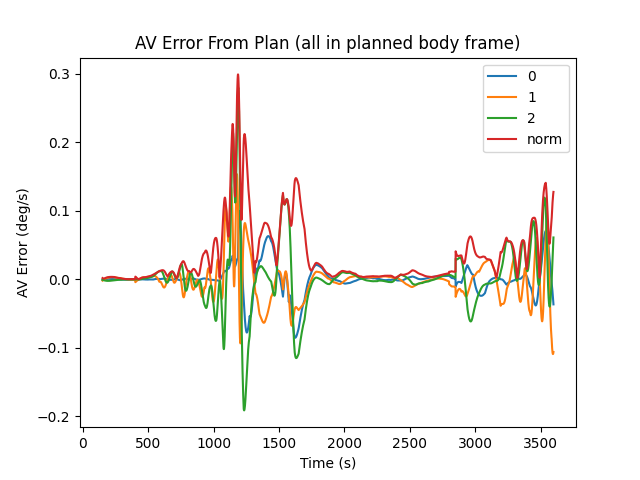 AV Error From Plan (all in planned body frame)
0
1
2
norm
AV Error (deg/s)
0.3
0.2
0.1
0.0
−0.1
−0.2
0 500 1000 1500 2000 2500 3000 3500
Time (s)